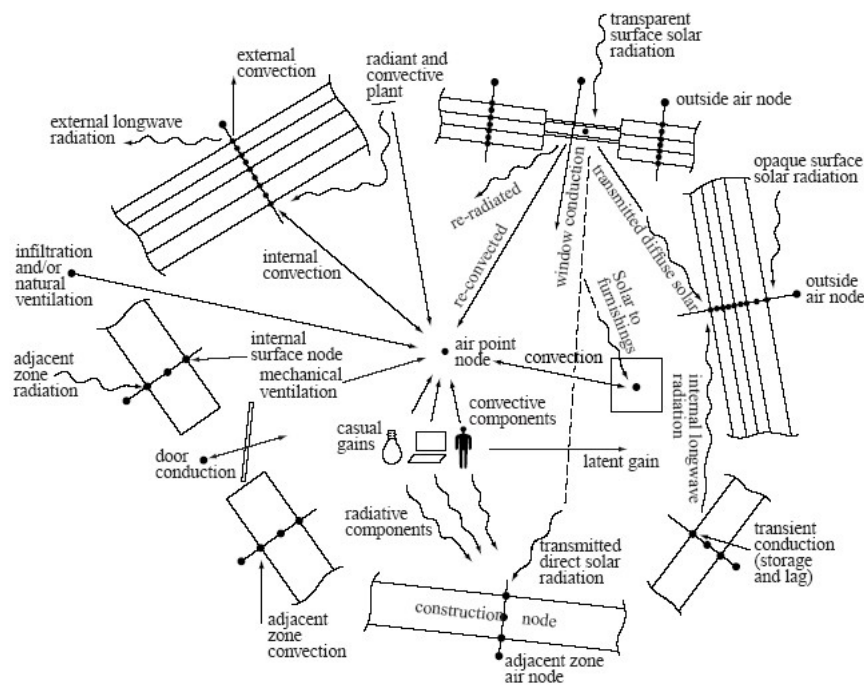 transparent
surface solar
radiation
external
convection
radiant and
convective
plant
outside air node
external longwave
radiation
opaque surface
solar radiation
re-radiated
window conduction
transmitted diffuse solar
re-convected
internal
convection
infiltration
and/or
natural
ventilation
Solar to
furnishings
outside
air node
internal
surface node
air point
node
convection
adjacent
zone
radiation
mechanical
ventilation
internal longwave
radiation
casual
gains
convective
components
door
conduction
latent gain
radiative
components
transmitted
direct solar
radiation
transient
conduction
(storage
and lag)
construction node
adjacent
zone
convection
adjacent zone
air node